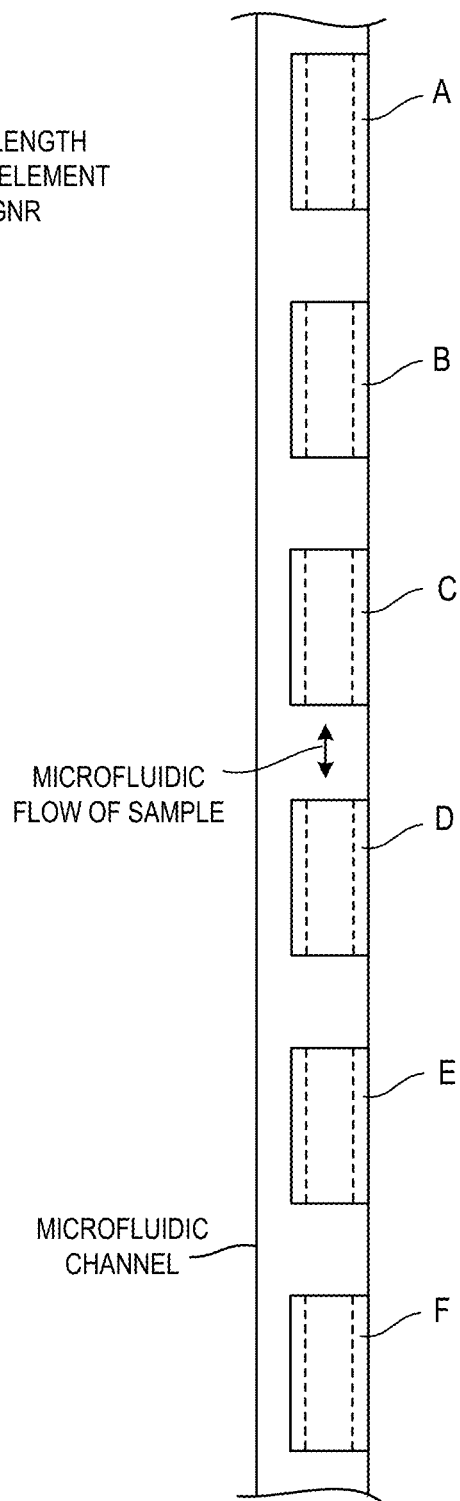 A
LENGTH
ELEMENT
GNR
B
C
MICROFLUIDIC
FLOW OF SAMPLE
D
E
MICROFLUIDIC
CHANNEL
F